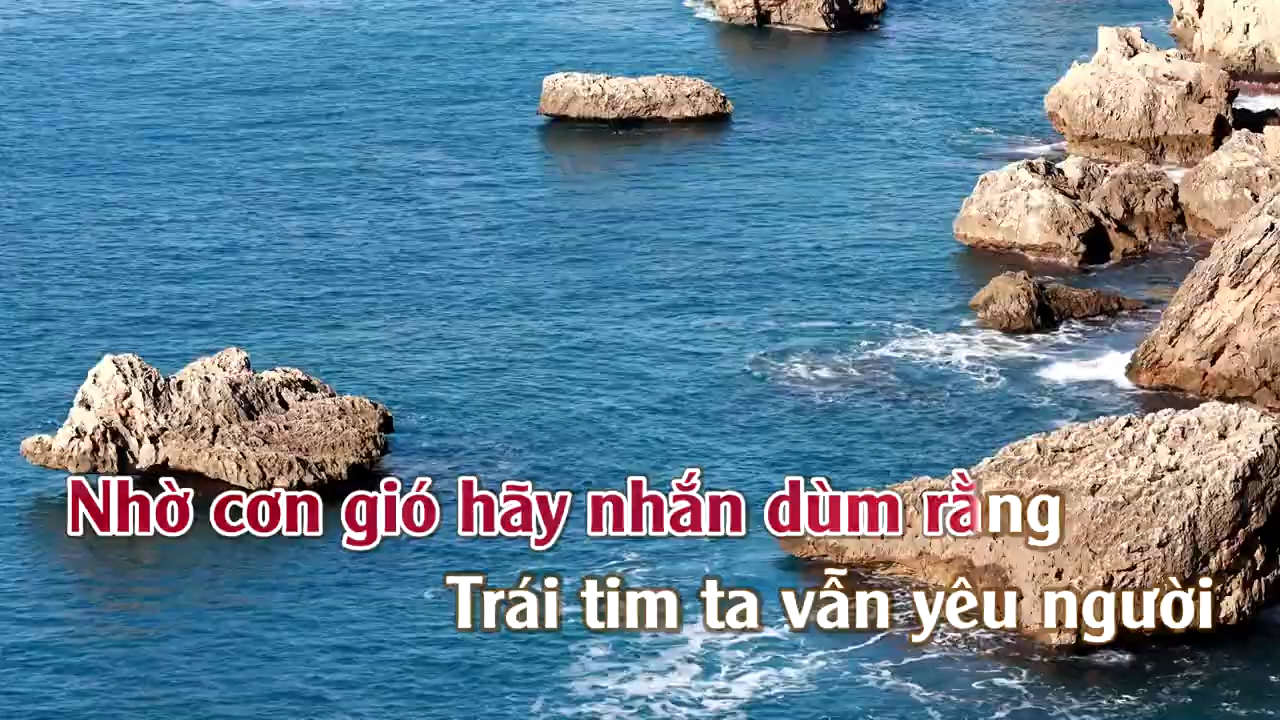 Nhờ cơn gió hãy nhắn dùm rằng
Trái tim ta vẫn yêu người